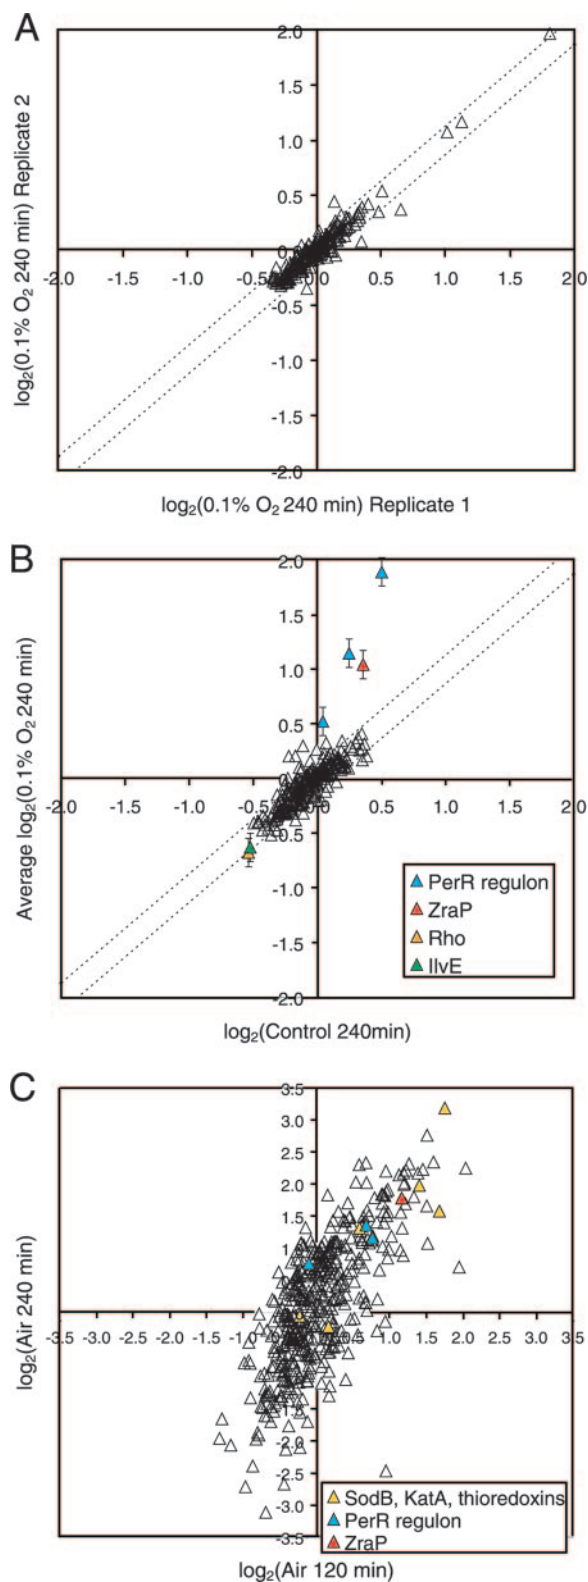 A
log₂(0.1% O₂ 240 min) Replicate 2
2.0
1.5
1.0
0.5
0.0
-2.0 -1.5 -1.0 -0.5 0.0 0.5 1.0 1.5 2.0
-0.5
-1.0
-1.5
-2.0
log₂(0.1% O₂ 240 min) Replicate 1
B
Average log₂(0.1% O₂ 240 min)
2.0
1.5
1.0
0.5
-2.0 -1.5 -1.0 -0.5 0.0 0.5 1.0 1.5 2.0
-0.5
-1.0
-1.5
-2.0
PerR regulon
ZraP
Rho
IlvE
log₂(Control 240min)
C
log₂(Air 240 min)
3.5
3.0
2.5
2.0
1.5
-3.5 -3.0 -2.5 -2.0 -1.5 -1.0 0.5 1.0 1.5 2.0 2.5 3.0 3.5
-2.0
-2.5
-3.0
-3.5
SodB, KatA, thioredoxins
PerR regulon
ZraP
log₂(Air 120 min)